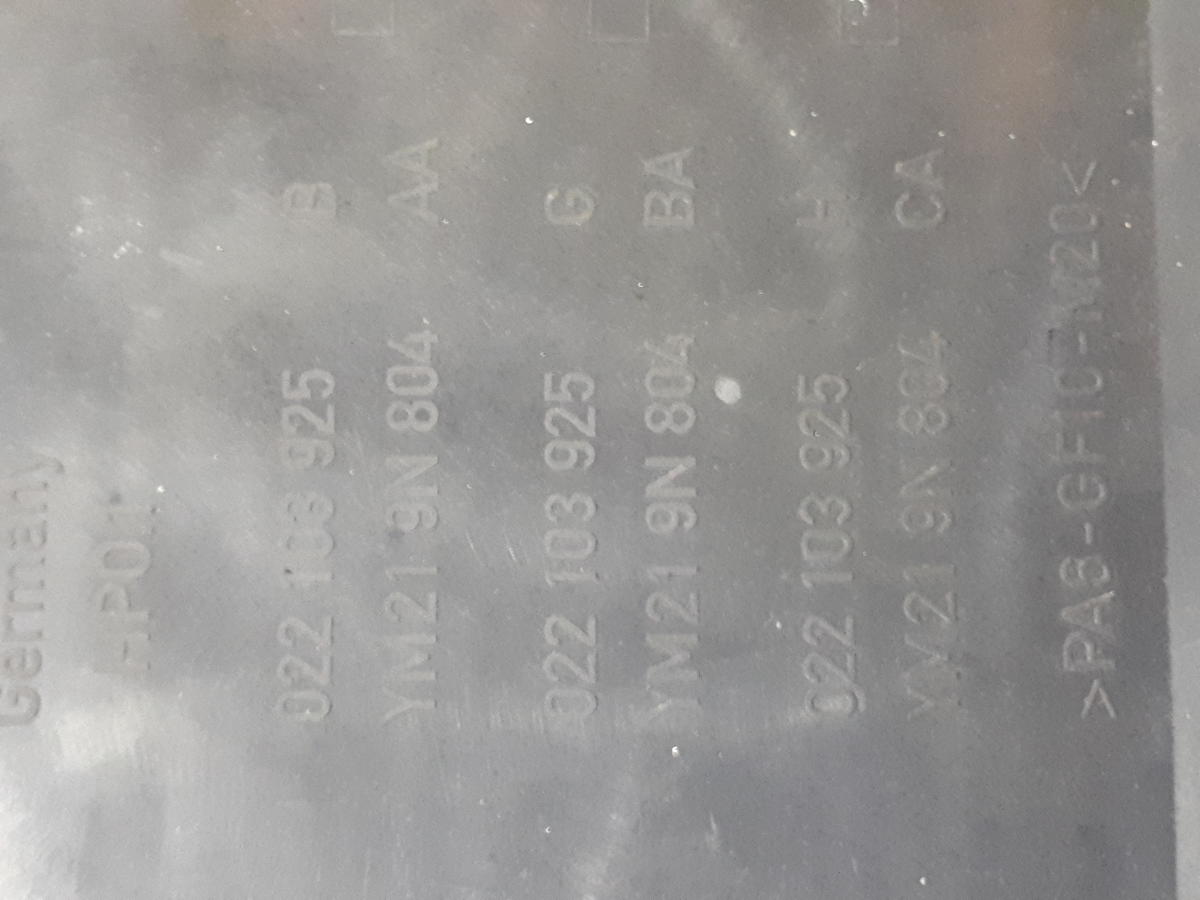 Germany
HP01
022 103 925 B
YM21 9N 804 AA
022 103 925 G
YM21 9N 804 BA
022 103 925 H
YM21 9N 804 CA
>PA6-GF10-M20<